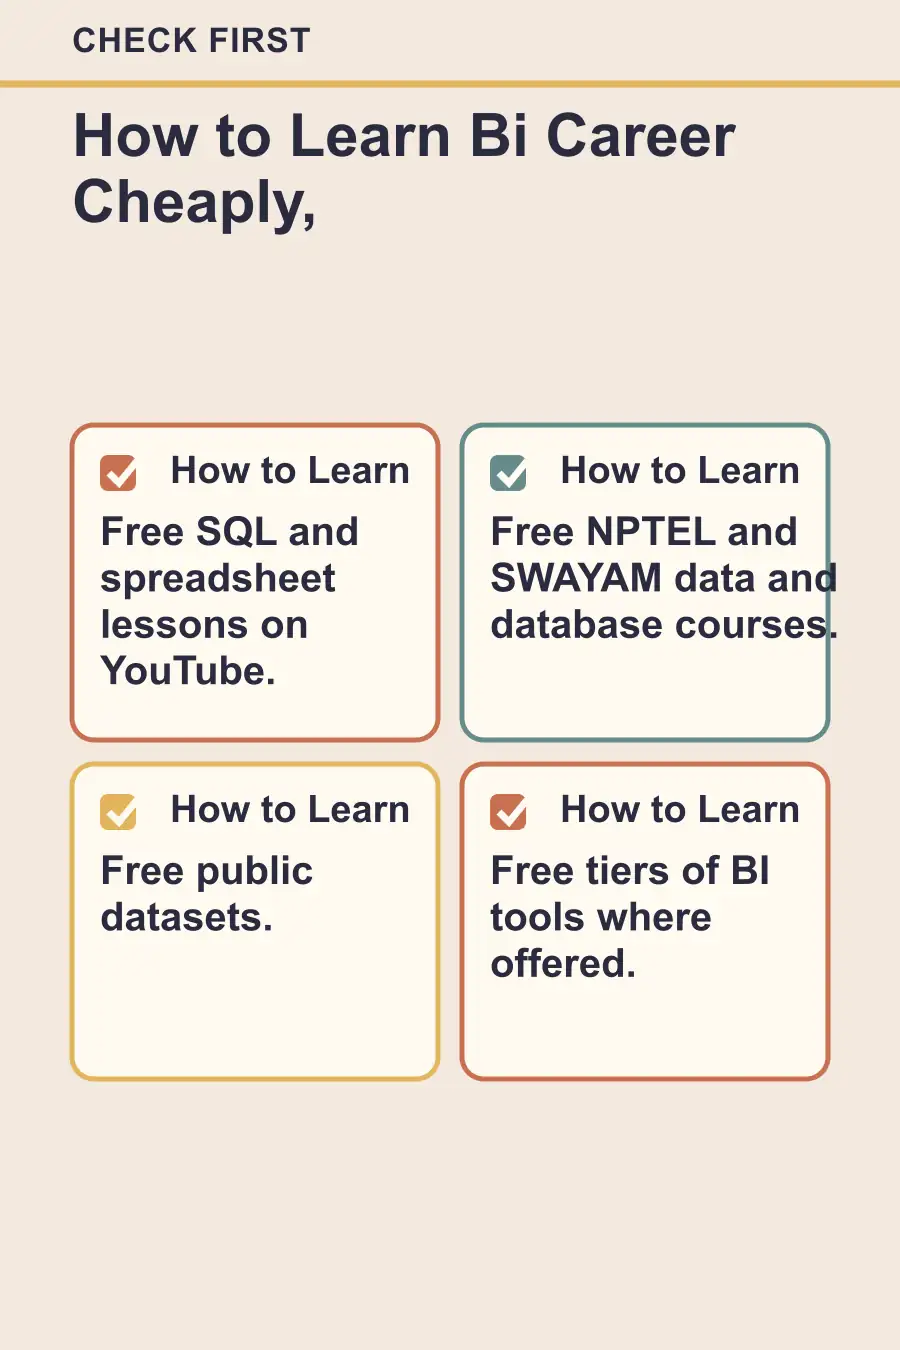 CHECK FIRST
How to Learn Bi Career
Cheaply,
How to Learn
Free SQL and
spreadsheet
lessons on
YouTube.
How to Learn
Free NPTEL and
SWAYAM data and
database courses.
How to Learn
Free public
datasets.
How to Learn
Free tiers of BI
tools where
offered.